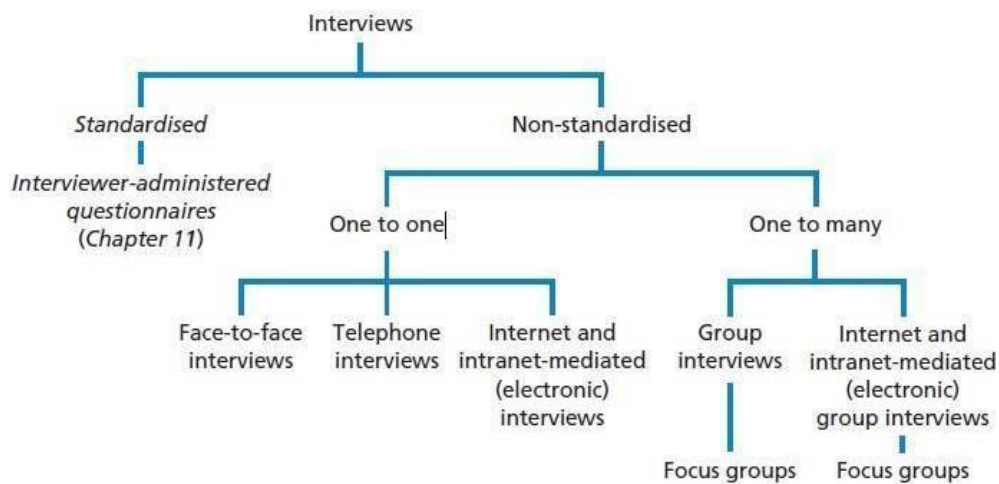 Interviews
Standardised
Non-standardised
Interviewer-administered
questionnaires
(Chapter 11)
One to one
One to many
Face-to-face
interviews
Telephone
interviews
Internet and
intranet-mediated
(electronic)
interviews
Group
interviews
Internet and
intranet-mediated
(electronic)
group interviews
Focus groups
Focus groups